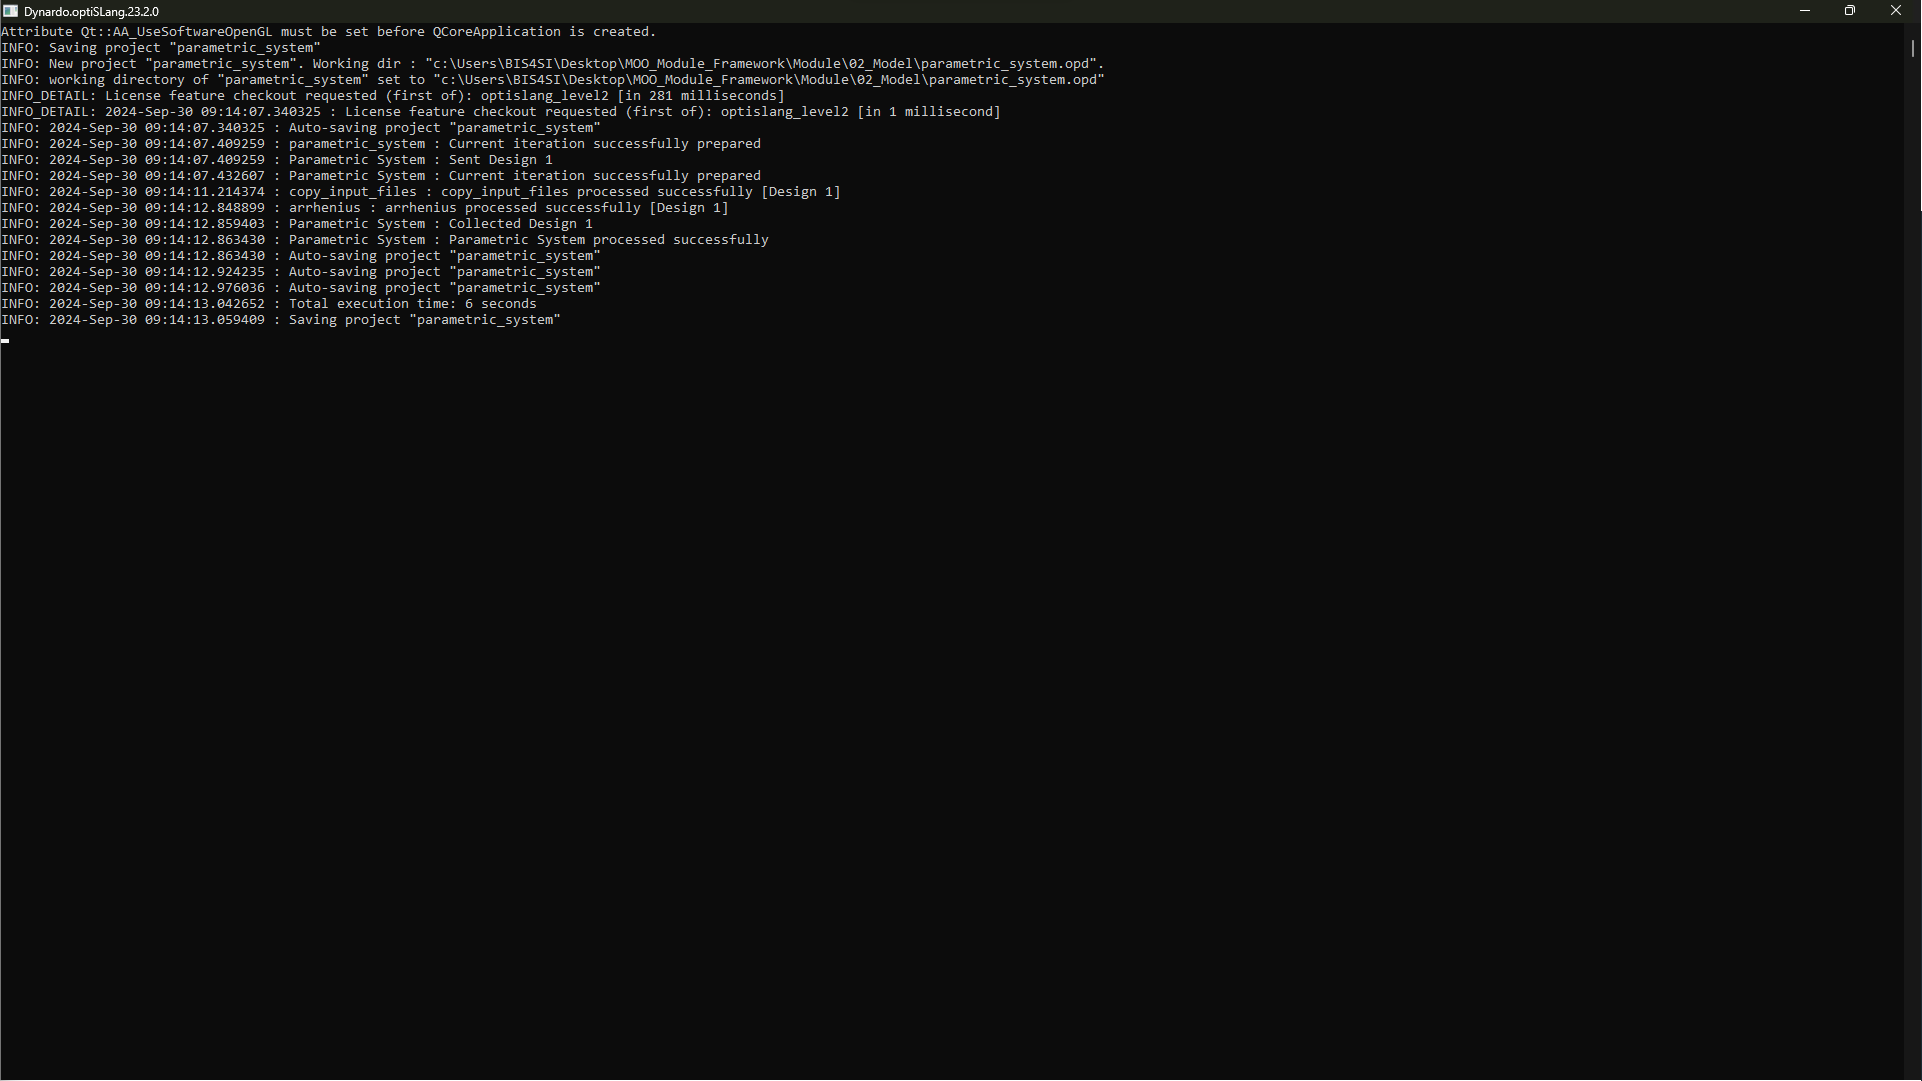 Dynardo.optiSLang.23.2.0
Attribute Qt::AA_UseSoftwareOpenGL must be set before QCoreApplication is created.
INFO: Saving project "parametric_system"
INFO: New project "parametric_system". Working dir : "c:\Users\BIS4SI\Desktop\MOO_Module_Framework\Module\02_Model\parametric_system.opd".
INFO: working directory of "parametric_system" set to "c:\Users\BIS4SI\Desktop\MOO_Module_Framework\Module\02_Model\parametric_system.opd"
INFO_DETAIL: License feature checkout requested (first of): optislang_level2 [in 281 milliseconds]
INFO_DETAIL: 2024-Sep-30 09:14:07.340325 : License feature checkout requested (first of): optislang_level2 [in 1 millisecond]
INFO: 2024-Sep-30 09:14:07.340325 : Auto-saving project "parametric_system"
INFO: 2024-Sep-30 09:14:07.409259 : parametric_system : Current iteration successfully prepared
INFO: 2024-Sep-30 09:14:07.409259 : Parametric System : Sent Design 1
INFO: 2024-Sep-30 09:14:07.432607 : Parametric System : Current iteration successfully prepared
INFO: 2024-Sep-30 09:14:11.214374 : copy_input_files : copy_input_files processed successfully [Design 1]
INFO: 2024-Sep-30 09:14:12.848899 : arrhenius : arrhenius processed successfully [Design 1]
INFO: 2024-Sep-30 09:14:12.859403 : Parametric System : Collected Design 1
INFO: 2024-Sep-30 09:14:12.863430 : Parametric System : Parametric System processed successfully
INFO: 2024-Sep-30 09:14:12.863430 : Auto-saving project "parametric_system"
INFO: 2024-Sep-30 09:14:12.924235 : Auto-saving project "parametric_system"
INFO: 2024-Sep-30 09:14:12.976036 : Auto-saving project "parametric_system"
INFO: 2024-Sep-30 09:14:13.042652 : Total execution time: 6 seconds
INFO: 2024-Sep-30 09:14:13.059409 : Saving project "parametric_system"